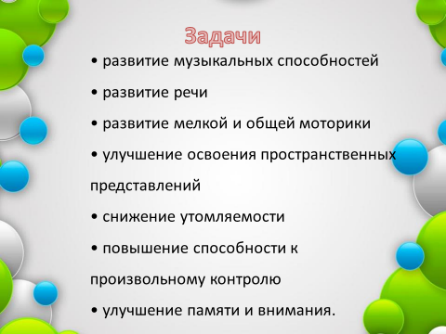 Задачи
• развитие музыкальных способностей
• развитие речи
• развитие мелкой и общей моторики
• улучшение освоения пространственных
представлений
• снижение утомляемости
• повышение способности к
произвольному контролю
• улучшение памяти и внимания.